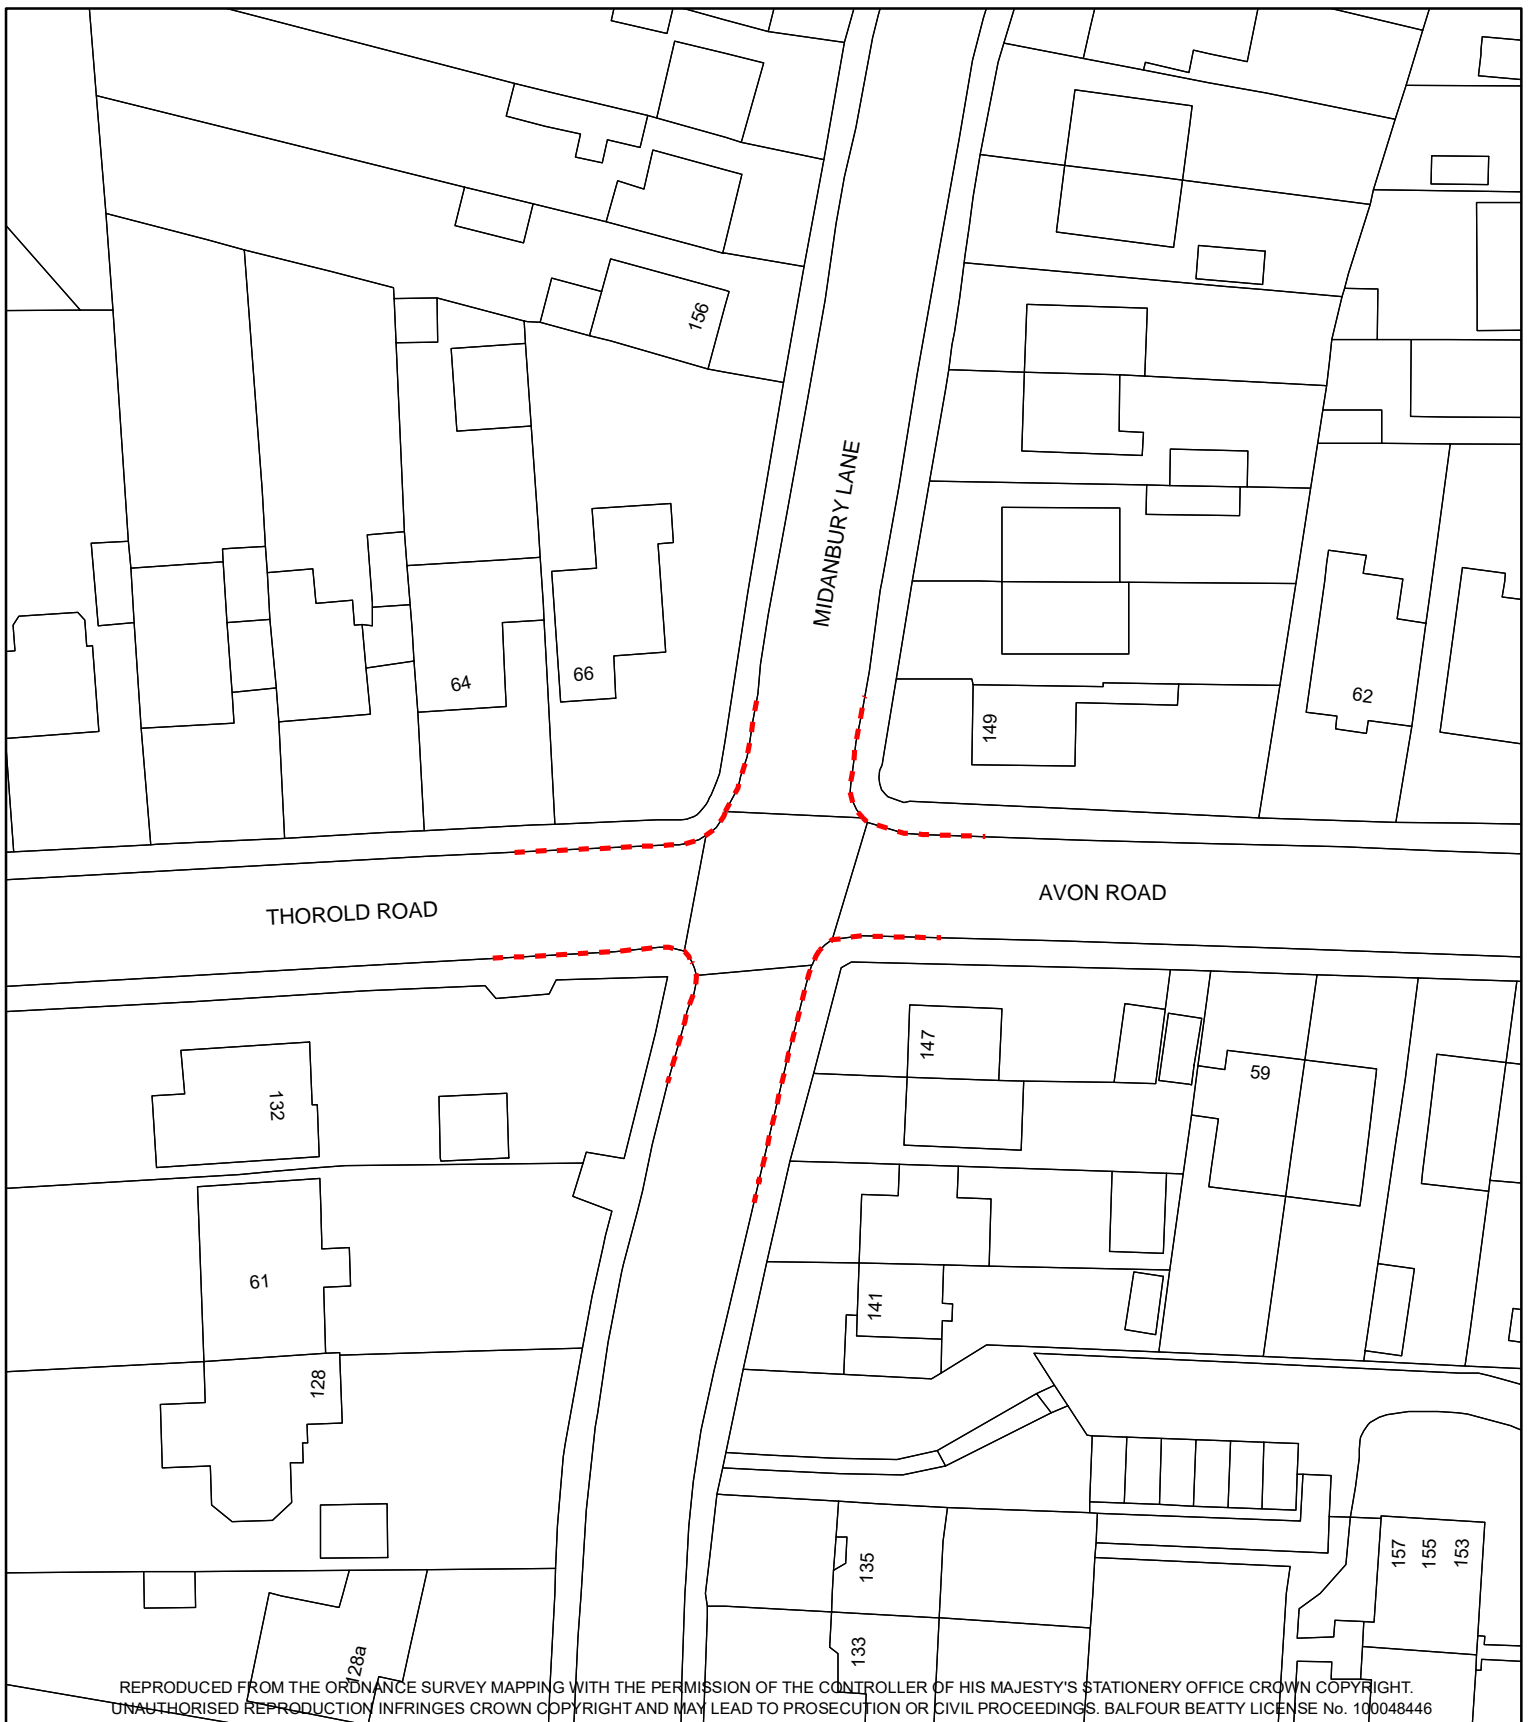 156
MIDANBURY LANE
64
66
149
62
THOROLD ROAD
AVON ROAD
147
59
132
61
141
128
135
157
155
153
133
128a
REPRODUCED FROM THE ORDNANCE SURVEY MAPPING WITH THE PERMISSION OF THE CONTROLLER OF HIS MAJESTY'S STATIONERY OFFICE CROWN COPYRIGHT.
UNAUTHORISED REPRODUCTION INFRINGES CROWN COPYRIGHT AND MAY LEAD TO PROSECUTION OR CIVIL PROCEEDINGS. BALFOUR BEATTY LICENSE No. 100048446